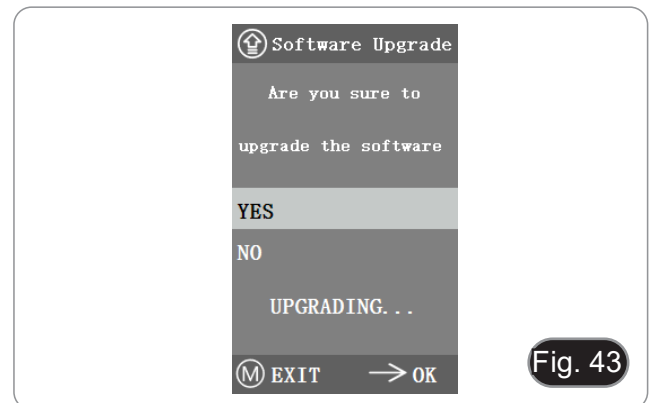 Software Upgrade
Are you sure to
upgrade the software
YES
NO
UPGRADING...
M EXIT → OK
Fig. 43